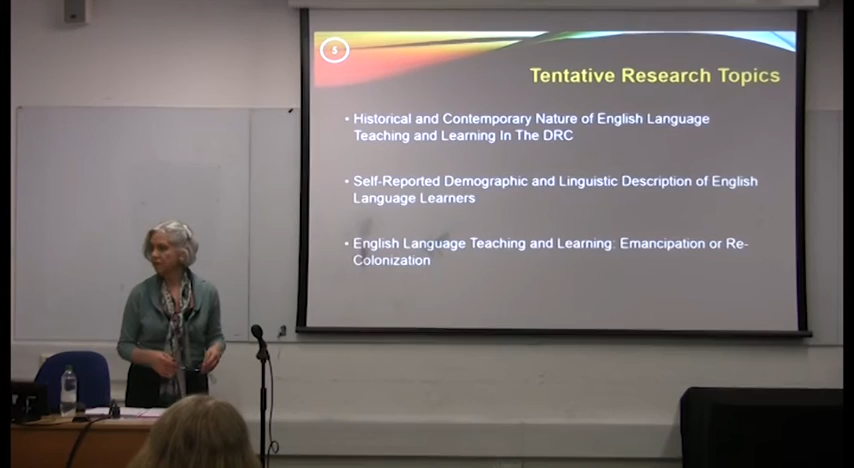 5
Tentative Research Topics
• Historical and Contemporary Nature of English Language
Teaching and Learning In The DRC
• Self-Reported Demographic and Linguistic Description of English
Language Learners
• English Language Teaching and Learning: Emancipation or Re-
Colonization